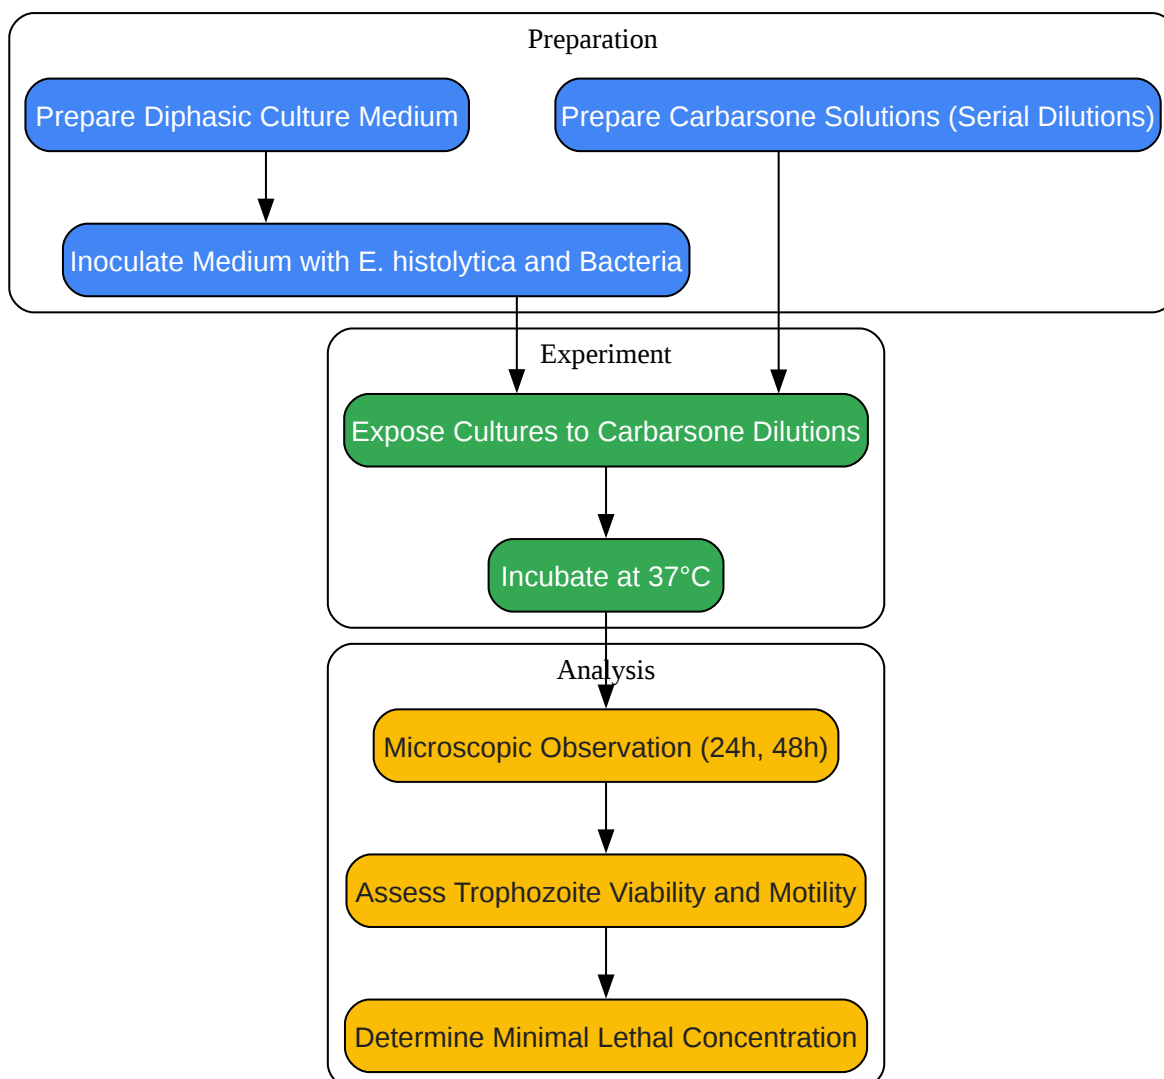 Preparation
Prepare Diphasic Culture Medium
Prepare Carbarsone Solutions (Serial Dilutions)
Inoculate Medium with E. histolytica and Bacteria
Experiment
Expose Cultures to Carbarsone Dilutions
Incubate at 37°C
Analysis
Microscopic Observation (24h, 48h)
Assess Trophozoite Viability and Motility
Determine Minimal Lethal Concentration